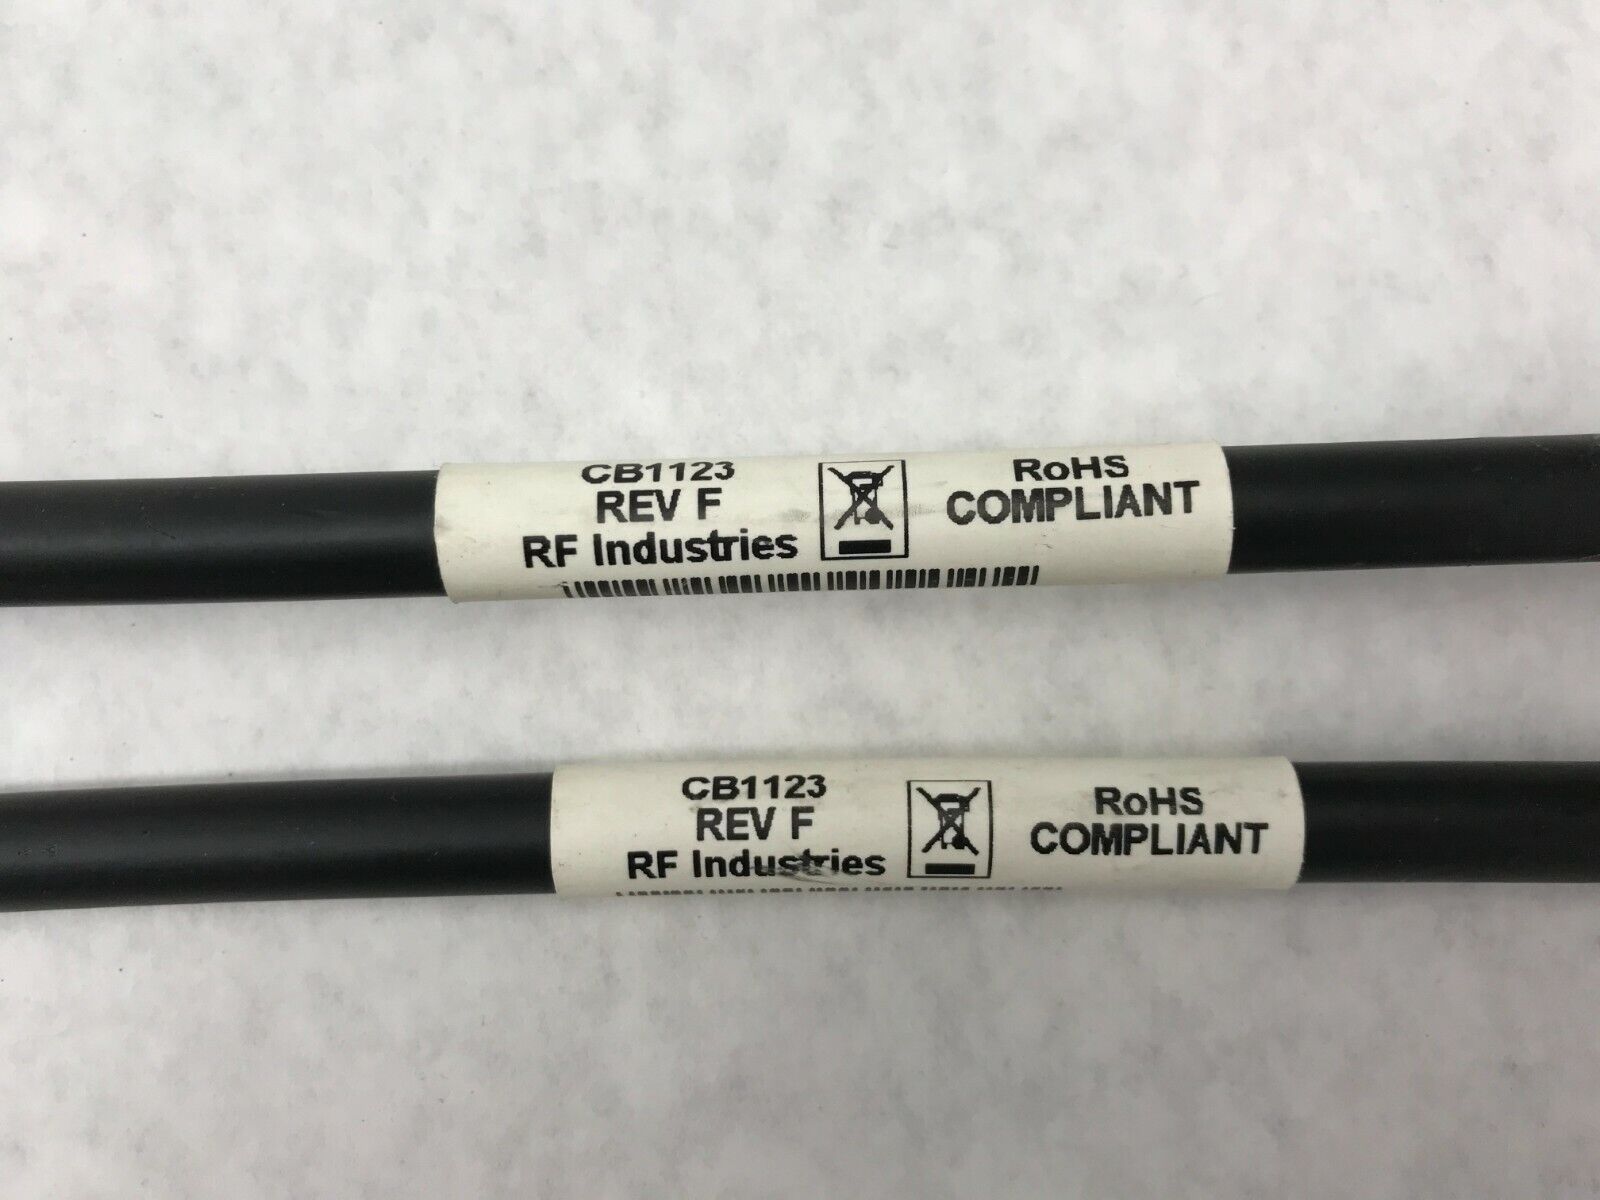 CB1123
REV F
RF Industries
RoHS
COMPLIANT
CB1123
REV F
RF Industries
RoHS
COMPLIANT